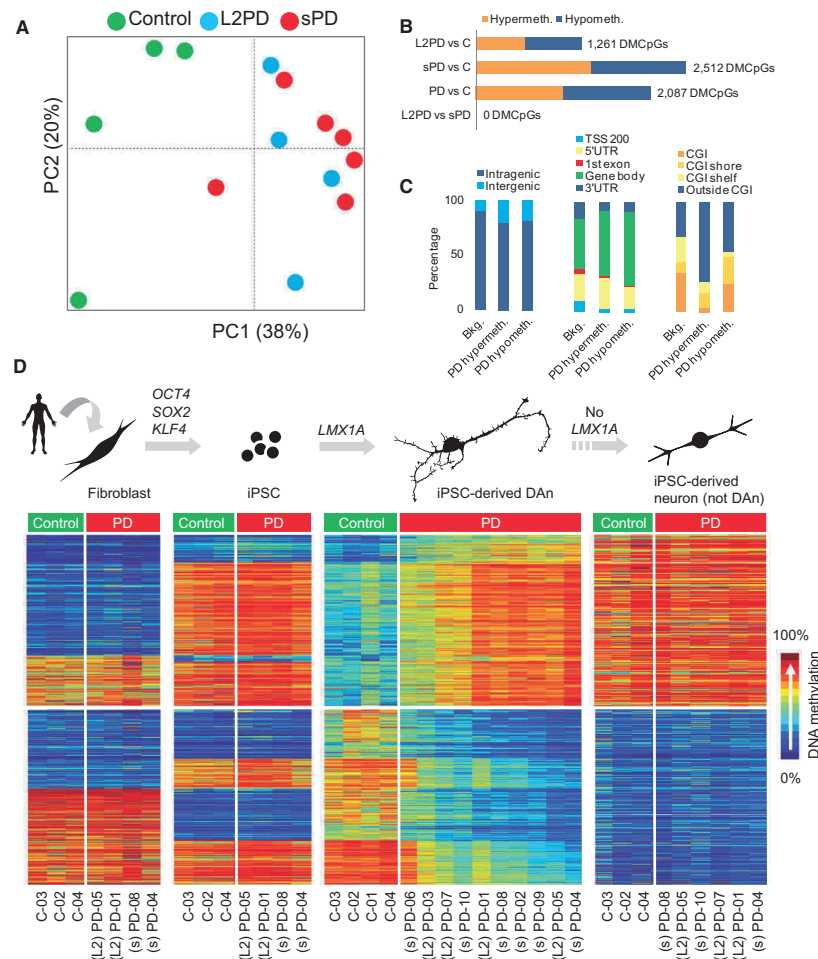 A
Control L2PD sPD
PC2 (20%)
PC1 (38%)
B
Hypermeth. Hypometh.
L2PD vs C 1,261 DMCpGs
sPD vs C 2,512 DMCpGs
PD vs C 2,087 DMCpGs
L2PD vs sPD 0 DMCpGs
C
Intragenic
Intergenic
TSS 200
5'UTR
1st exon
Gene body
3'UTR
CGI
CGI shore
CGI shelf
Outside CGI
Percentage
100
50
0
Bkg.
PD hypermeth.
PD hypometh.
Bkg.
PD hypermeth.
PD hypometh.
Bkg.
PD hypermeth.
PD hypometh.
D
OCT4
SOX2
KLF4
LMX1A
No
LMX1A
Fibroblast
iPSC
iPSC-derived DAn
iPSC-derived
neuron (not DAn)
Control PD
Control PD
Control PD
Control PD
100%
DNA methylation
0%
C-03
C-02
C-04
(L2) PD-05
(L2) PD-01
(s) PD-08
(s) PD-04
C-03
C-02
C-04
(L2) PD-05
(L2) PD-01
(s) PD-08
(s) PD-04
C-03
C-02
C-01
C-04
(s) PD-06
(L2) PD-03
(s) PD-07
(s) PD-10
(L2) PD-01
(s) PD-08
(s) PD-02
(s) PD-09
(L2) PD-05
(s) PD-04
C-03
C-02
C-04
(s) PD-08
(L2) PD-05
(s) PD-10
(L2) PD-07
(L2) PD-01
(s) PD-04